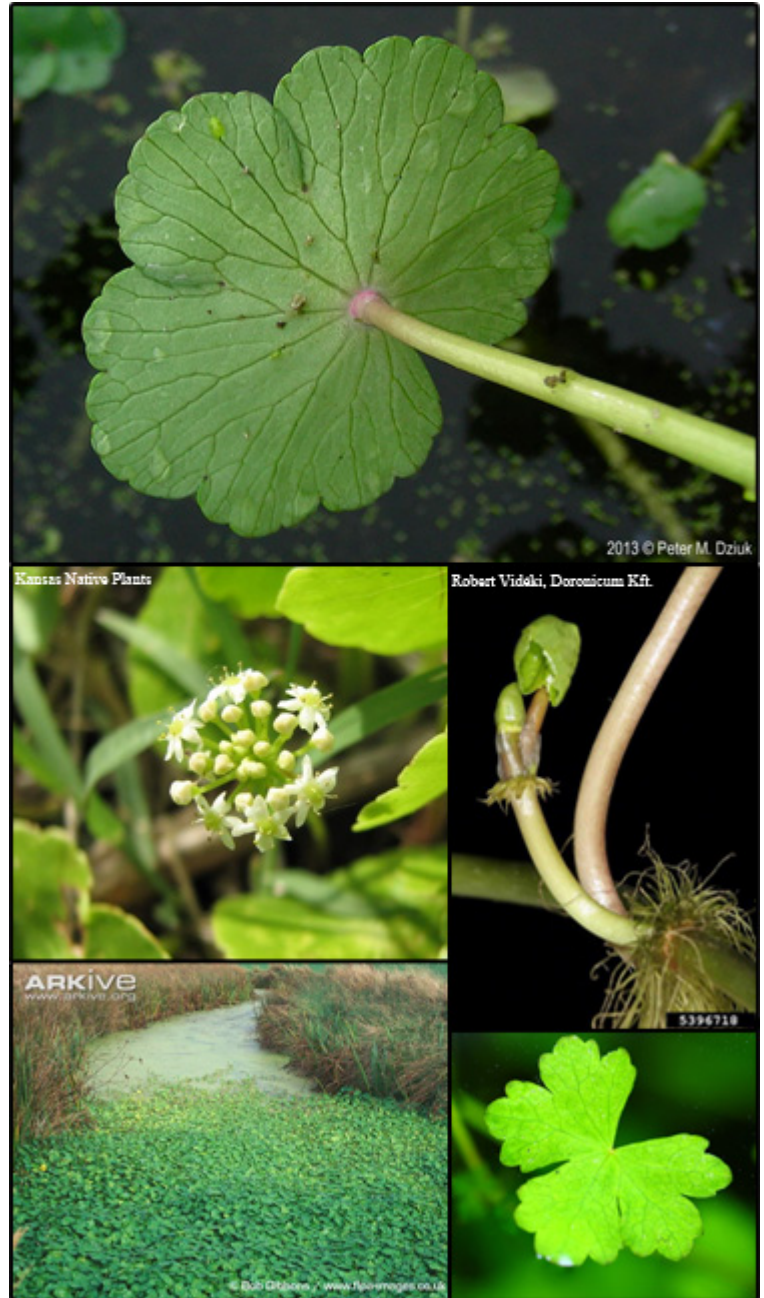 2013 © Peter M. Dziuk
Kansas Native Plants
Robert Vidéki, Doronicum Kft.
5396718
ARKive
www.arkive.org
© Bob Gibbons / www.flpa-images.co.uk